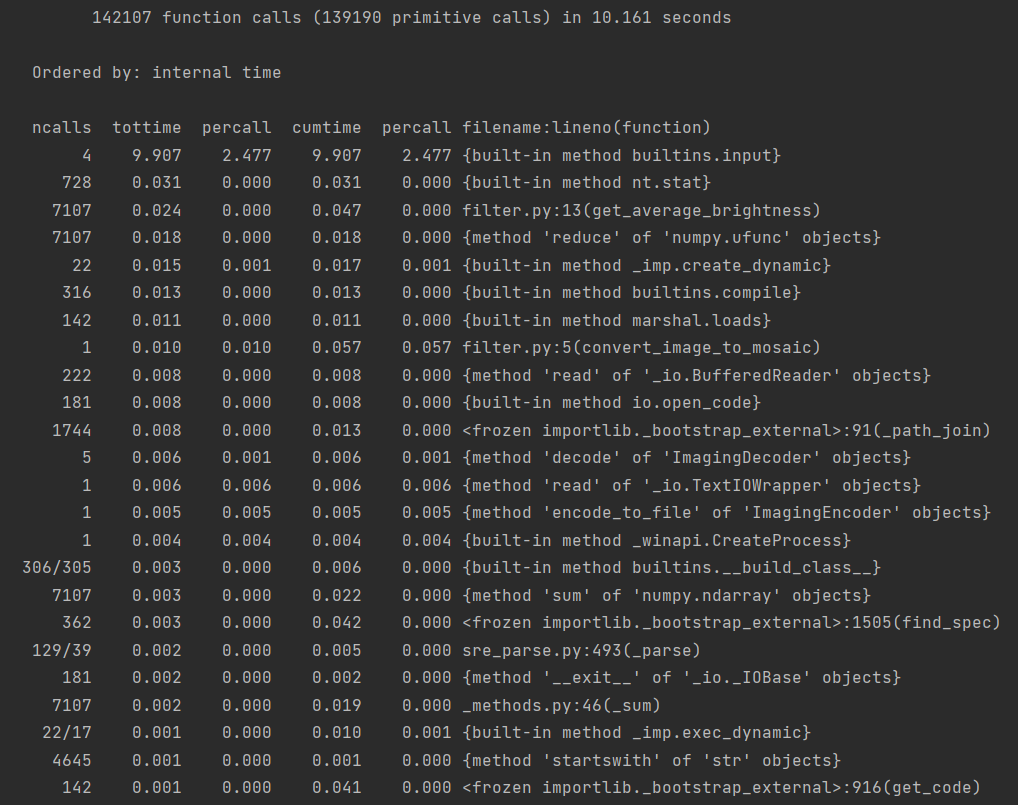 142107 function calls (139190 primitive calls) in 10.161 seconds
Ordered by: internal time
ncalls  tottime  percall  cumtime  percall filename:lineno(function)
4    9.907    2.477    9.907    2.477 {built-in method builtins.input}
728    0.031    0.000    0.031    0.000 {built-in method nt.stat}
7107    0.024    0.000    0.047    0.000 filter.py:13(get_average_brightness)
7107    0.018    0.000    0.018    0.000 {method 'reduce' of 'numpy.ufunc' objects}
22    0.015    0.001    0.017    0.001 {built-in method _imp.create_dynamic}
316    0.013    0.000    0.013    0.000 {built-in method builtins.compile}
142    0.011    0.000    0.011    0.000 {built-in method marshal.loads}
1    0.010    0.010    0.057    0.057 filter.py:5(convert_image_to_mosaic)
222    0.008    0.000    0.008    0.000 {method 'read' of '_io.BufferedReader' objects}
181    0.008    0.000    0.008    0.000 {built-in method io.open_code}
1744    0.008    0.000    0.013    0.000 <frozen importlib._bootstrap_external>:91(_path_join)
5    0.006    0.001    0.006    0.001 {method 'decode' of 'ImagingDecoder' objects}
1    0.006    0.006    0.006    0.006 {method 'read' of '_io.TextIOWrapper' objects}
1    0.005    0.005    0.005    0.005 {method 'encode_to_file' of 'ImagingEncoder' objects}
1    0.004    0.004    0.004    0.004 {built-in method _winapi.CreateProcess}
306/305    0.003    0.000    0.006    0.000 {built-in method builtins.__build_class__}
7107    0.003    0.000    0.022    0.000 {method 'sum' of 'numpy.ndarray' objects}
362    0.003    0.000    0.042    0.000 <frozen importlib._bootstrap_external>:1505(find_spec)
129/39    0.002    0.000    0.005    0.000 sre_parse.py:493(_parse)
181    0.002    0.000    0.002    0.000 {method '__exit__' of '_io._IOBase' objects}
7107    0.002    0.000    0.019    0.000 _methods.py:46(_sum)
22/17    0.001    0.000    0.010    0.001 {built-in method _imp.exec_dynamic}
4645    0.001    0.000    0.001    0.000 {method 'startswith' of 'str' objects}
142    0.001    0.000    0.041    0.000 <frozen importlib._bootstrap_external>:916(get_code)